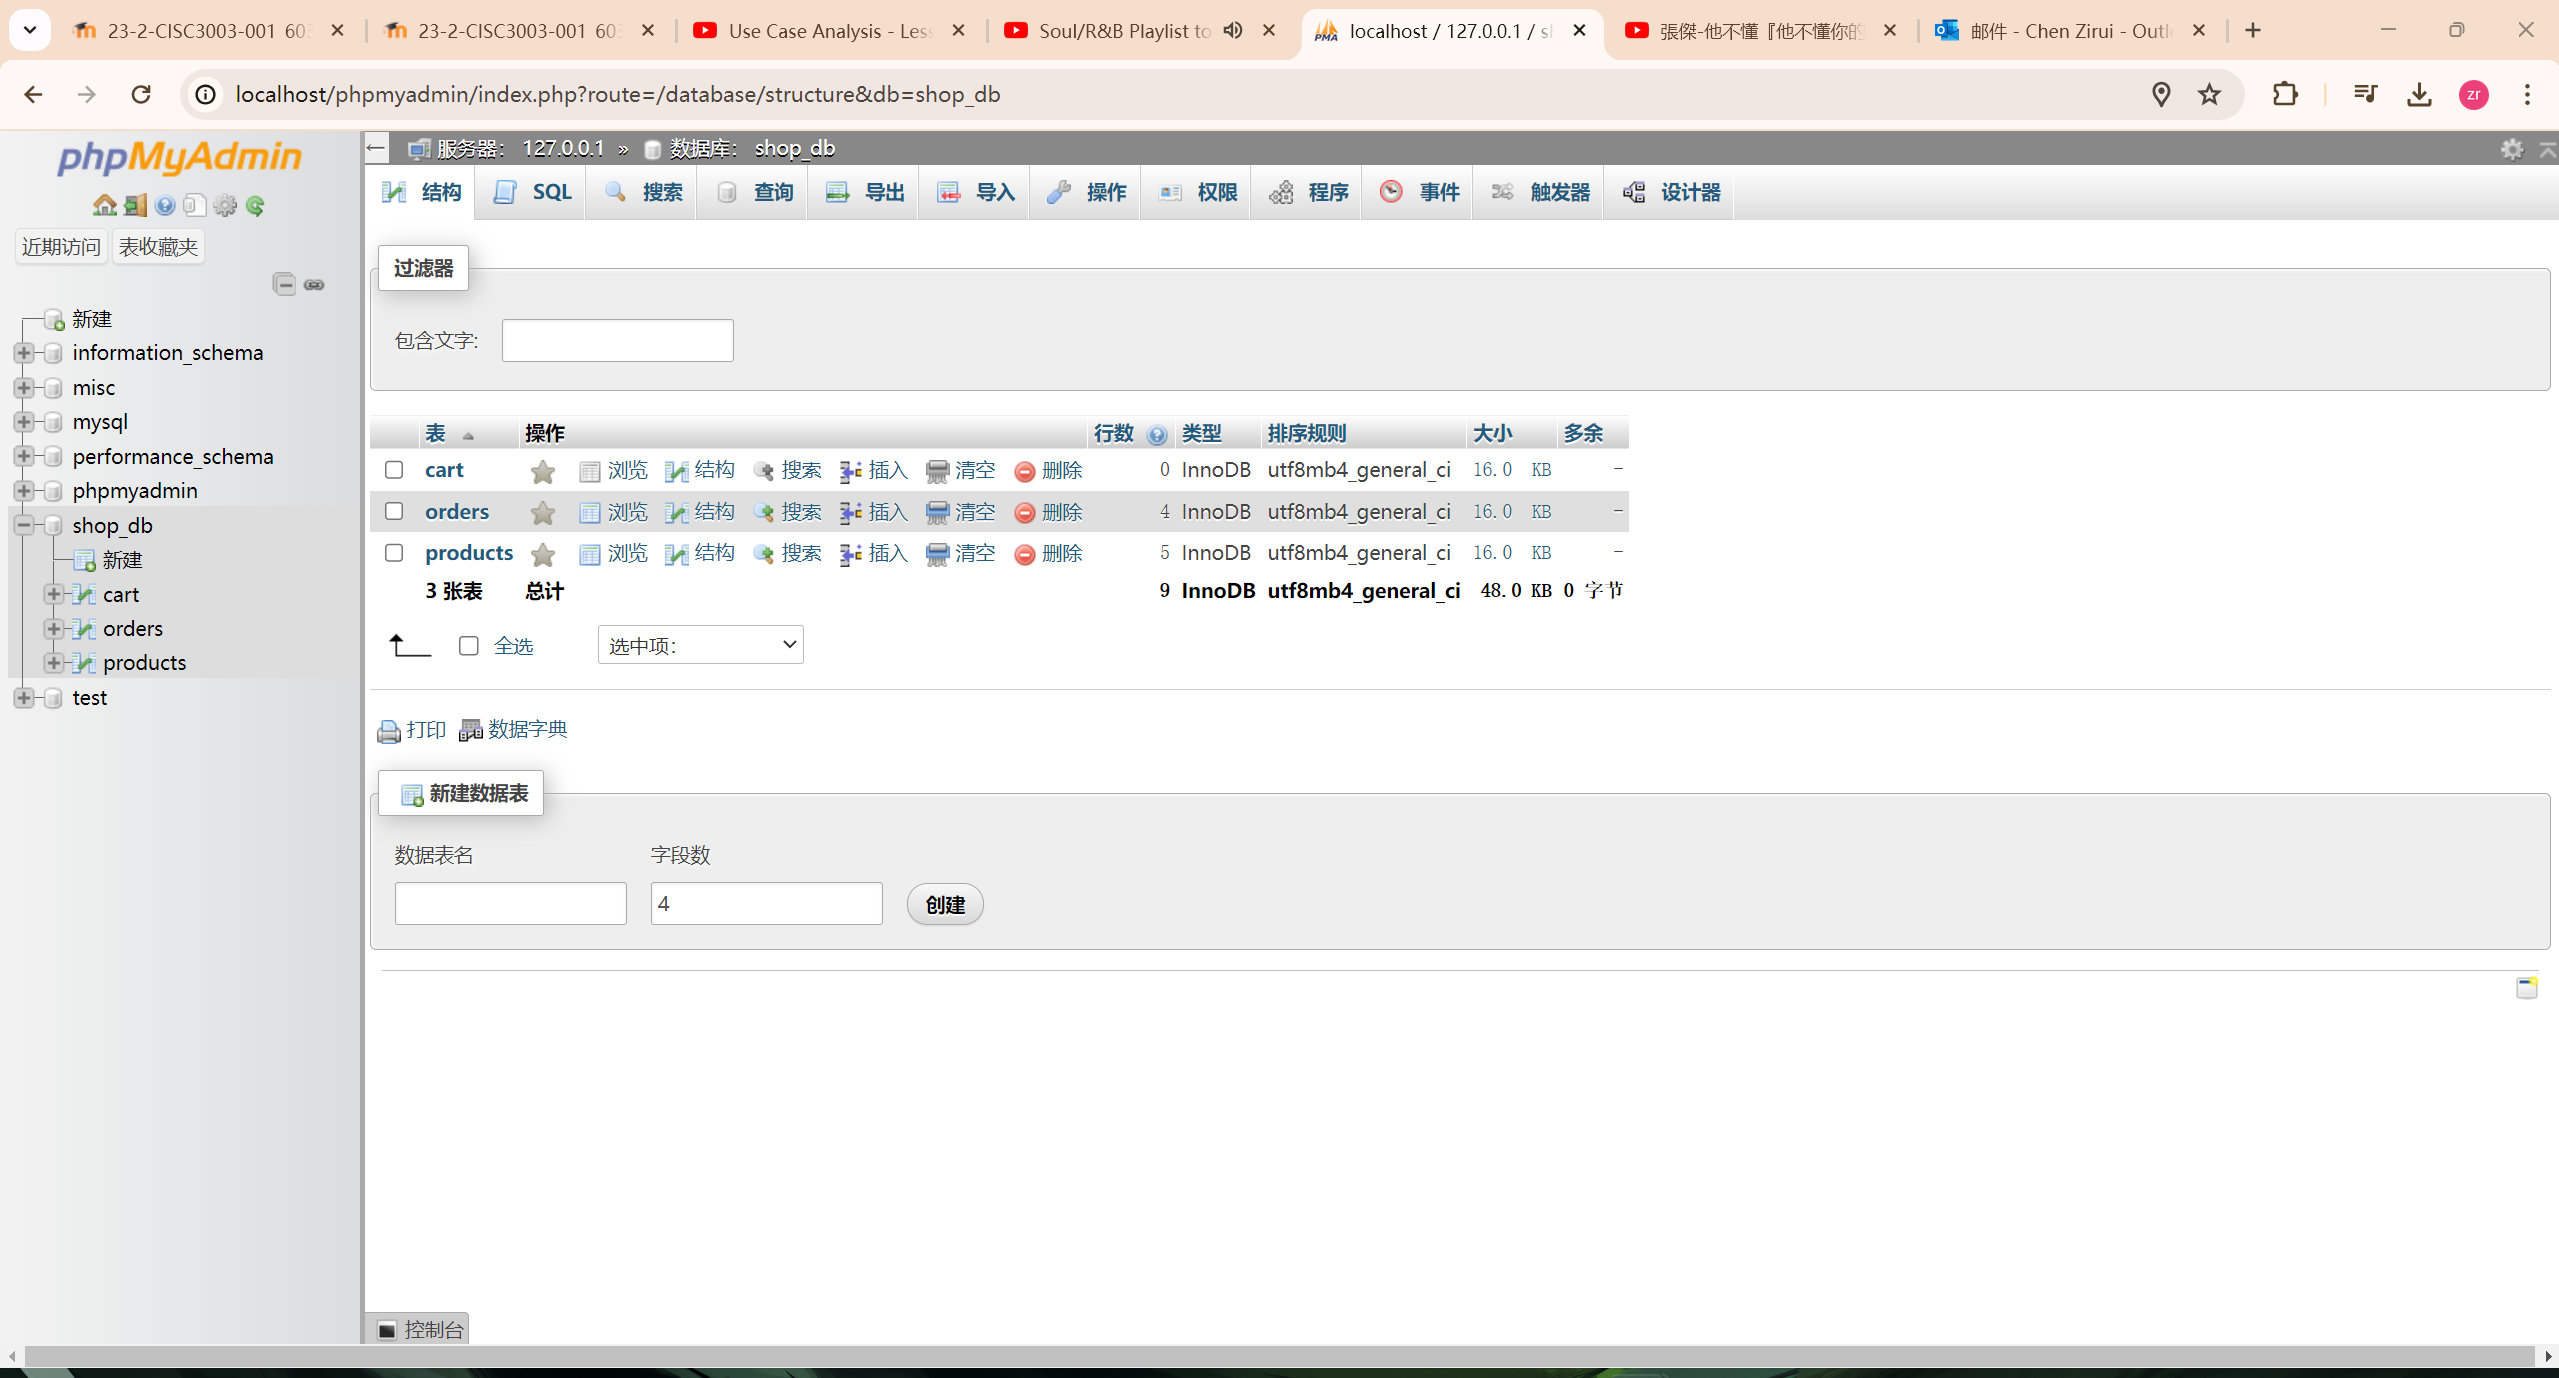 23-2-CISC3003-001 603
23-2-CISC3003-001 603
Use Case Analysis - Less
Soul/R&B Playlist to
localhost / 127.0.0.1 / sh
張傑-他不懂『他不懂你的
邮件 - Chen Zirui - Outl
localhost/phpmyadmin/index.php?route=/database/structure&db=shop_db
zr
phpMyAdmin
近期访问 表收藏夹
新建
information_schema
misc
mysql
performance_schema
phpmyadmin
shop_db
新建
cart
orders
products
test
服务器: 127.0.0.1 » 数据库: shop_db
结构 SQL 搜索 查询 导出 导入 操作 权限 程序 事件 触发器 设计器
过滤器
包含文字:
表 操作 行数 类型 排序规则 大小 多余
cart 浏览 结构 搜索 插入 清空 删除 0 InnoDB utf8mb4_general_ci 16.0 KB -
orders 浏览 结构 搜索 插入 清空 删除 4 InnoDB utf8mb4_general_ci 16.0 KB -
products 浏览 结构 搜索 插入 清空 删除 5 InnoDB utf8mb4_general_ci 16.0 KB -
3 张表 总计 9 InnoDB utf8mb4_general_ci 48.0 KB 0 字节
全选 选中项:
打印 数据字典
新建数据表
数据表名 字段数
4 创建
控制台